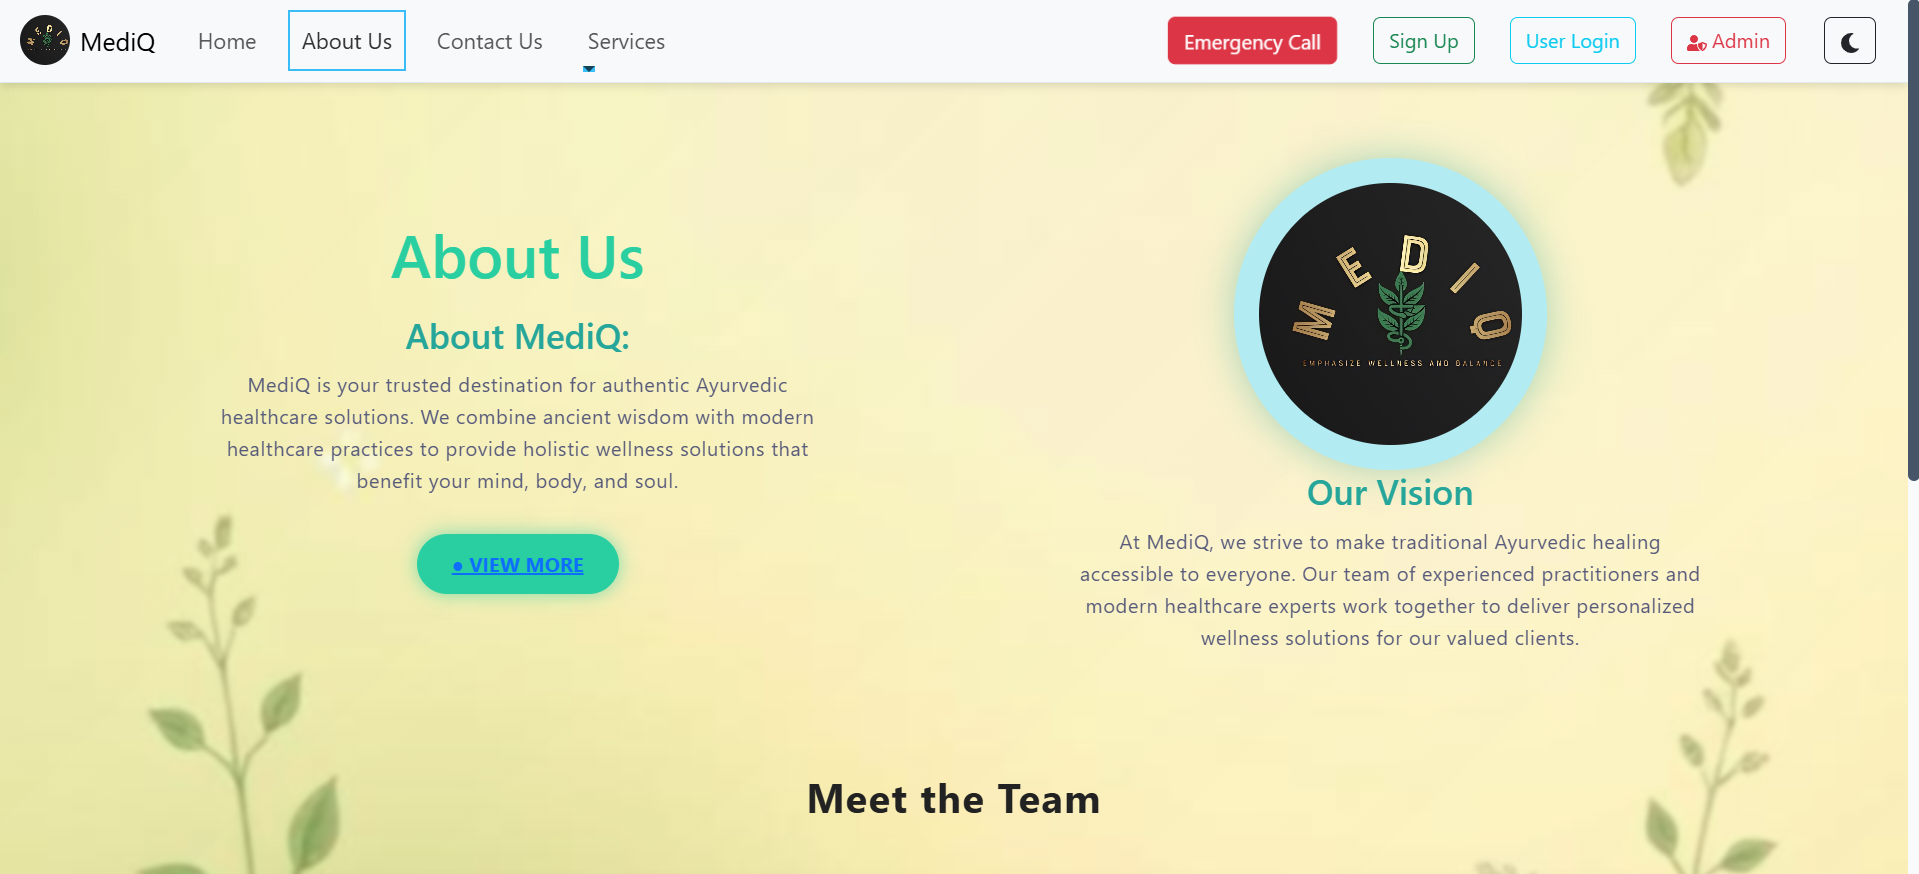 MEDIQ
MediQ
Home
About Us
Contact Us
Services
Emergency Call
Sign Up
User Login
Admin
About Us
About MediQ:
MediQ is your trusted destination for authentic Ayurvedic
healthcare solutions. We combine ancient wisdom with modern
healthcare practices to provide holistic wellness solutions that
benefit your mind, body, and soul.
● VIEW MORE
MEDIQ
EMPHASIZE WELLNESS AND BALANCE
Our Vision
At MediQ, we strive to make traditional Ayurvedic healing
accessible to everyone. Our team of experienced practitioners and
modern healthcare experts work together to deliver personalized
wellness solutions for our valued clients.
Meet the Team